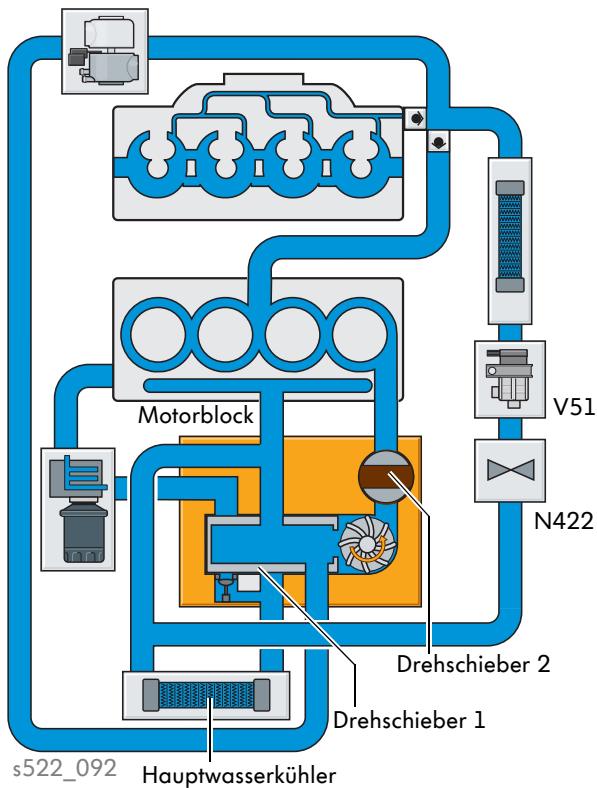 Motorblock
V51
N422
Drehschieber 2
Drehschieber 1
s522_092
Hauptwasserkühler